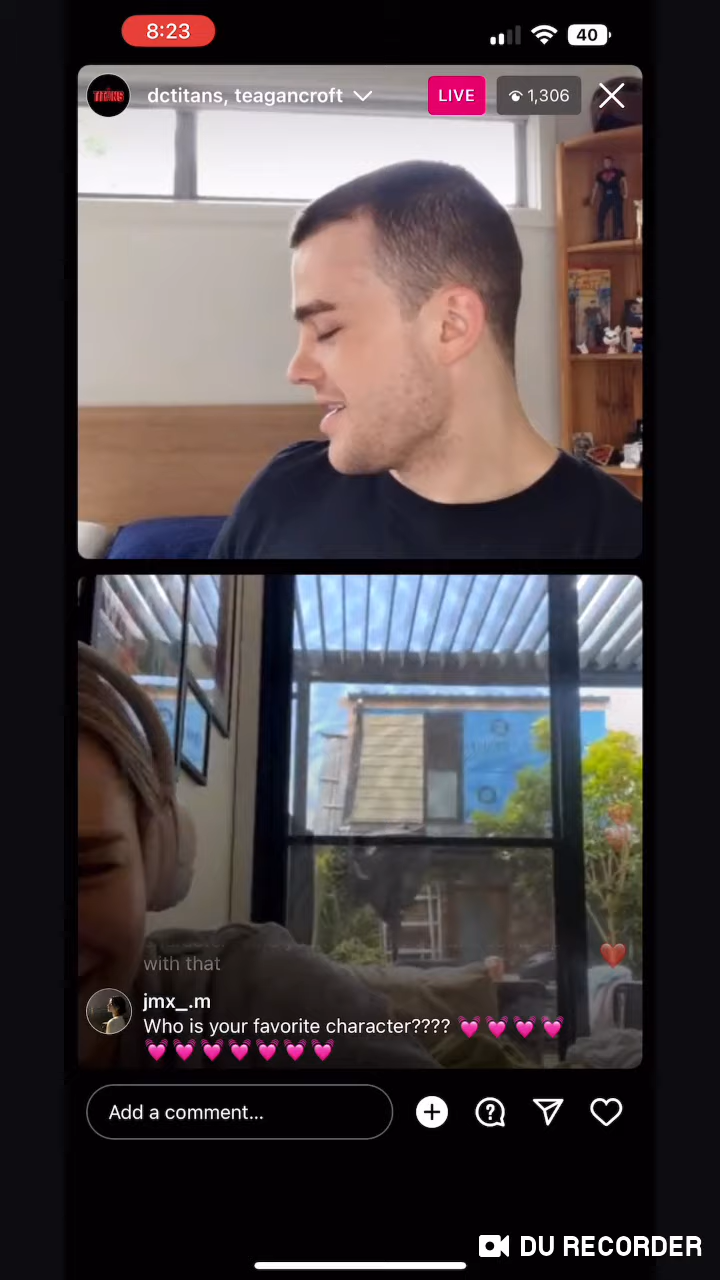 8:23
40
TITANS
dctitans, teagancroft
LIVE
1,306
with that
jmx_.m
Who is your favorite character???? 💓 💓 💓 💓
💓 💓 💓 💓 💓 💓 💓
Add a comment...
DU RECORDER